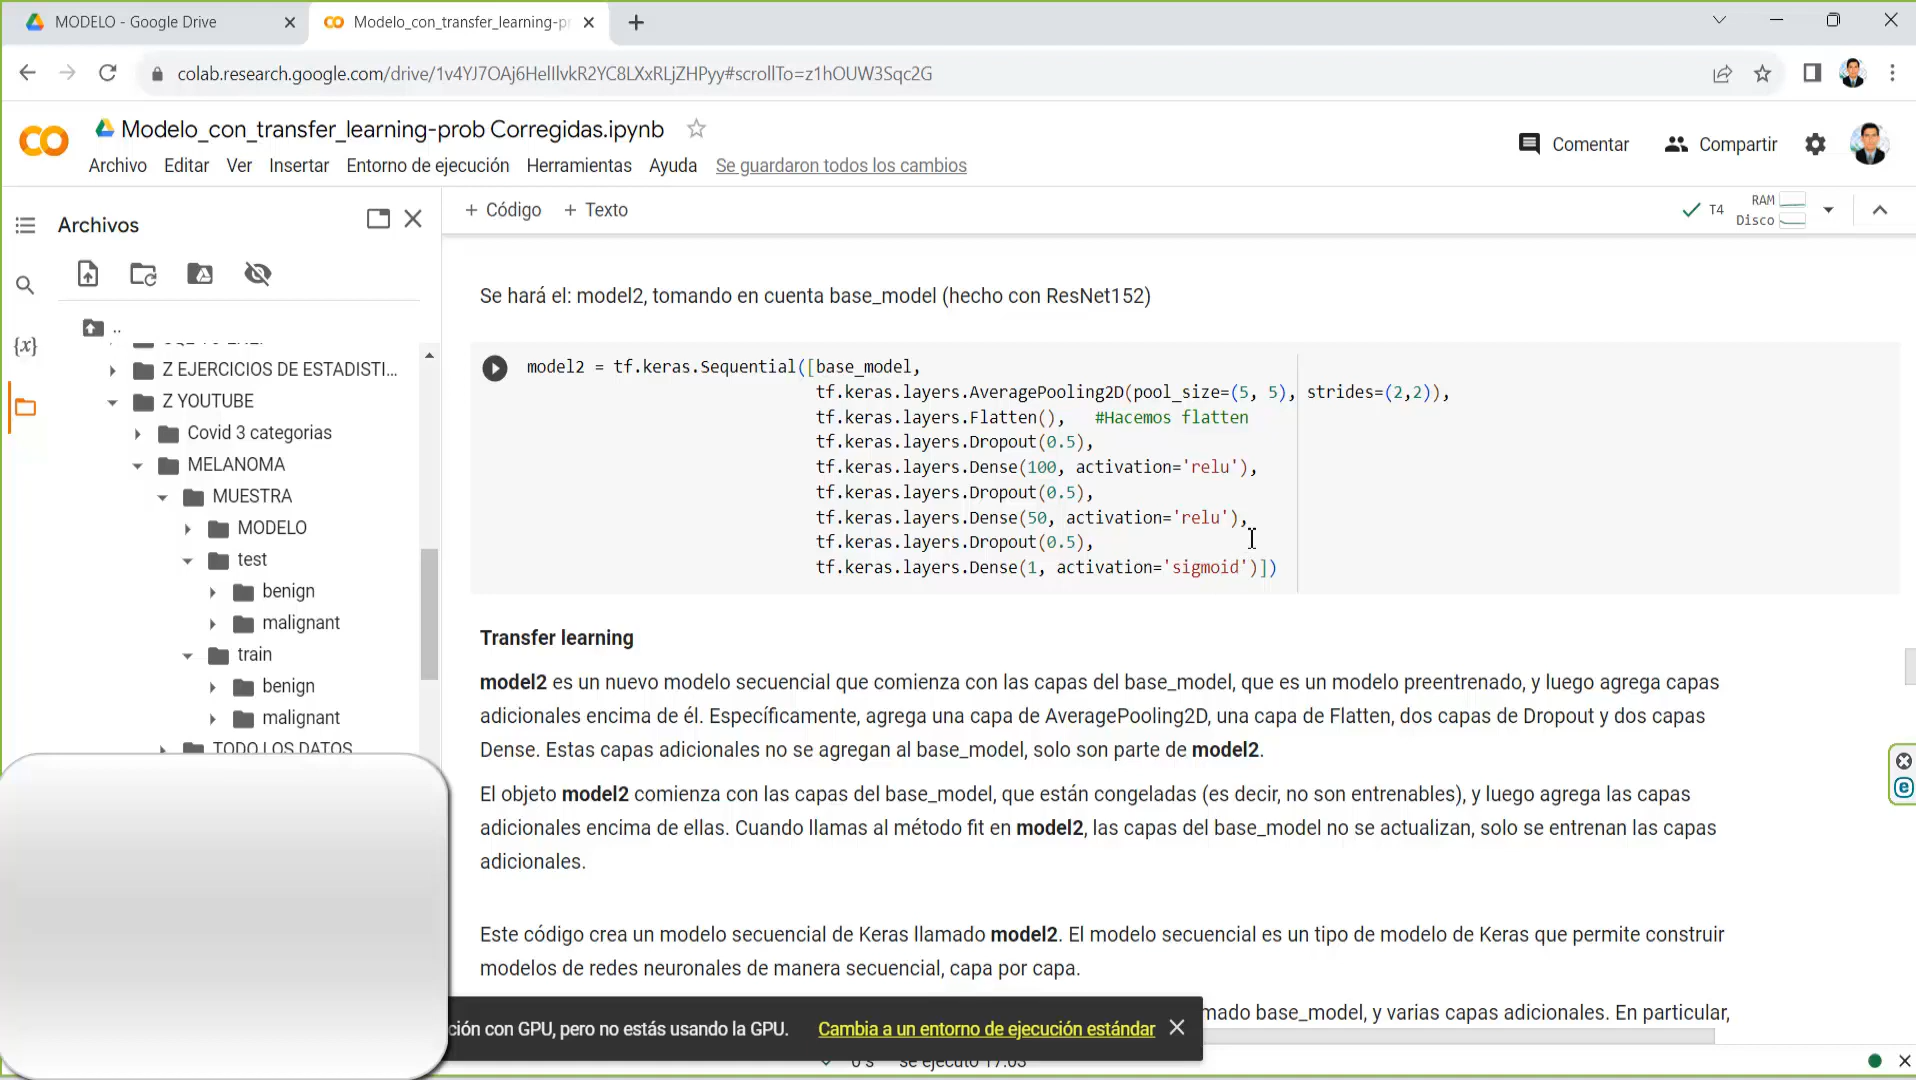 MODELO - Google Drive
Modelo_con_transfer_learning-pr
colab.research.google.com/drive/1v4YJ7OAj6HelIlvkR2YC8LXxRLjZHPyy#scrollTo=z1hOUW3Sqc2G
Modelo_con_transfer_learning-prob Corregidas.ipynb
Comentar
Compartir
Archivo Editar Ver Insertar Entorno de ejecución Herramientas Ayuda Se guardaron todos los cambios
Archivos
+ Código + Texto
T4
RAM
Disco
{x}
..
Z EJERCICIOS DE ESTADISTI...
Z YOUTUBE
Covid 3 categorias
MELANOMA
MUESTRA
MODELO
test
benign
malignant
train
benign
malignant
TODO LOS DATOS
Se hará el: model2, tomando en cuenta base_model (hecho con ResNet152)
model2 = tf.keras.Sequential([base_model,
tf.keras.layers.AveragePooling2D(pool_size=(5, 5), strides=(2,2)),
tf.keras.layers.Flatten(), #Hacemos flatten
tf.keras.layers.Dropout(0.5),
tf.keras.layers.Dense(100, activation='relu'),
tf.keras.layers.Dropout(0.5),
tf.keras.layers.Dense(50, activation='relu'),
tf.keras.layers.Dropout(0.5),
tf.keras.layers.Dense(1, activation='sigmoid')])
Transfer learning
model2 es un nuevo modelo secuencial que comienza con las capas del base_model, que es un modelo preentrenado, y luego agrega capas
adicionales encima de él. Específicamente, agrega una capa de AveragePooling2D, una capa de Flatten, dos capas de Dropout y dos capas
Dense. Estas capas adicionales no se agregan al base_model, solo son parte de model2.
El objeto model2 comienza con las capas del base_model, que están congeladas (es decir, no son entrenables), y luego agrega las capas
adicionales encima de ellas. Cuando llamas al método fit en model2, las capas del base_model no se actualizan, solo se entrenan las capas
adicionales.
Este código crea un modelo secuencial de Keras llamado model2. El modelo secuencial es un tipo de modelo de Keras que permite construir
modelos de redes neuronales de manera secuencial, capa por capa.
mado base_model, y varias capas adicionales. En particular,
ción con GPU, pero no estás usando la GPU. Cambia a un entorno de ejecución estándar
0 s se ejecutó 17:03